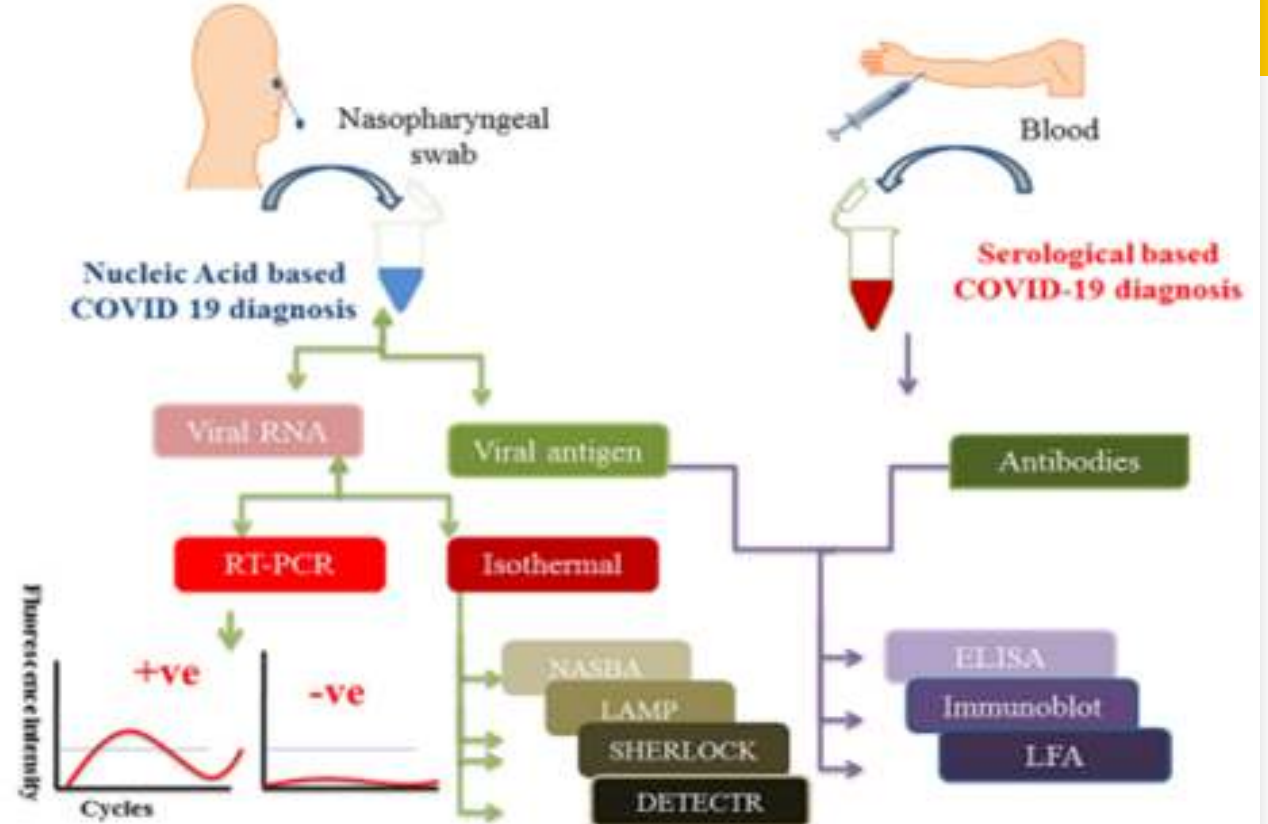 Nasopharyngeal
swab
Blood
Nucleic Acid based
COVID 19 diagnosis
Serological based
COVID-19 diagnosis
Viral RNA
Viral antigen
Antibodies
RT-PCR
Isothermal
Fluorescence Intensity
+ve
-ve
Cycles
NASBA
LAMP
SHERLOCK
DETECTR
ELISA
Immunoblot
LFA